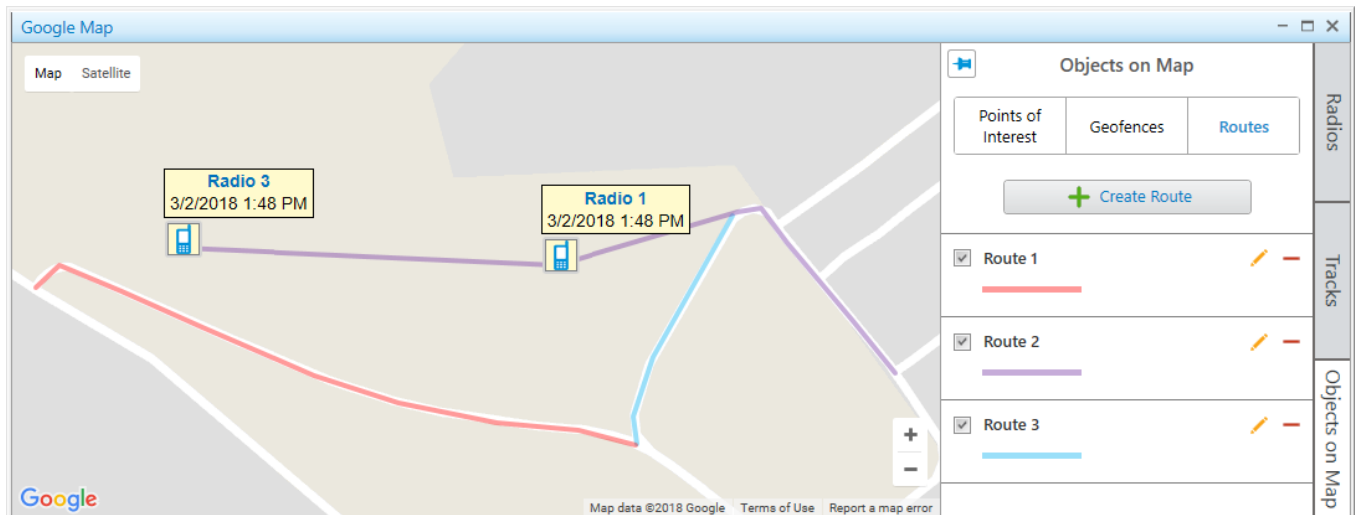 Google Map
Map Satellite
Radio 3
3/2/2018 1:48 PM
Radio 1
3/2/2018 1:48 PM
Google
Map data ©2018 Google Terms of Use Report a map error
Objects on Map
Points of
Interest
Geofences
Routes
Create Route
Route 1
Route 2
Route 3
Radios
Tracks
Objects on Map